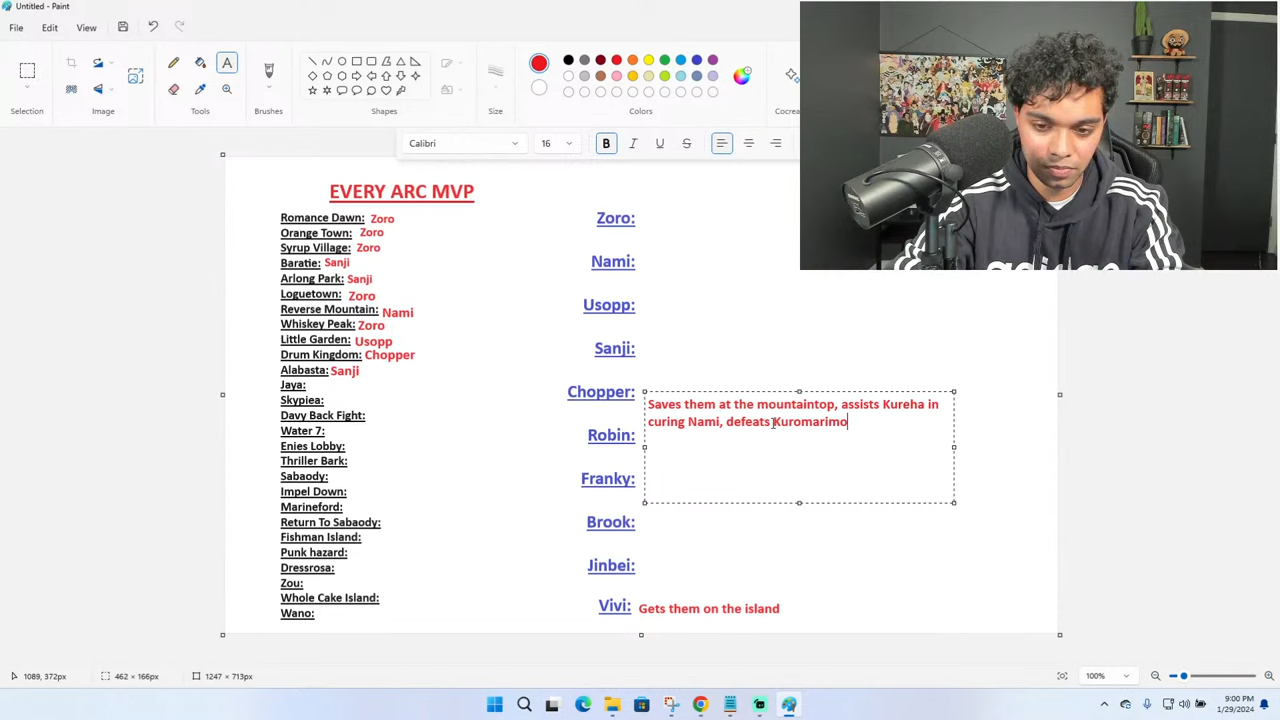 Untitled - Paint
File Edit View
Selection
Image
Tools
Brushes
Shapes
Size
Colors
Calibri 16 B I U S
EVERY ARC MVP
Romance Dawn: Zoro
Orange Town: Zoro
Syrup Village: Zoro
Baratie: Sanji
Arlong Park: Sanji
Loguetown: Zoro
Reverse Mountain: Nami
Whiskey Peak: Zoro
Little Garden: Usopp
Drum Kingdom: Chopper
Alabasta: Sanji
Jaya:
Skypiea:
Davy Back Fight:
Water 7:
Enies Lobby:
Thriller Bark:
Sabaody:
Impel Down:
Marineford:
Return To Sabaody:
Fishman Island:
Punk hazard:
Dressrosa:
Zou:
Whole Cake Island:
Wano:
Zoro:
Nami:
Usopp:
Sanji:
Chopper:
Saves them at the mountaintop, assists Kureha in
curing Nami, defeats Kuromarimo
Robin:
Franky:
Brook:
Jinbei:
Vivi: Gets them on the island
1089, 372px
462 × 166px
1247 × 713px
100%
9:00 PM
1/29/2024